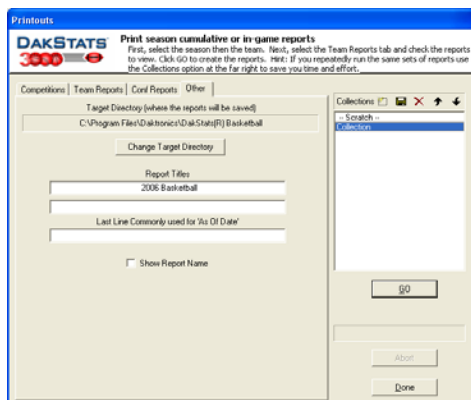 Printouts
DAKSTATS
3000
Print season cumulative or in-game reports
First, select the season then the team. Next, select the Team Reports tab and check the reports
to view. Click GO to create the reports. Hint: If you repeatedly run the same sets of reports use
the Collections option at the far right to save you time and effort.
Competitions Team Reports Conf Reports Other
Target Directory (where the reports will be saved)
C:\Program Files\Daktronics\DakStats(R) Basketball
Change Target Directory
Report Titles
2006 Basketball
Last Line Commonly used for 'As Of Date'
Show Report Name
Collections
-- Scratch --
Collection
GO
Abort
Done